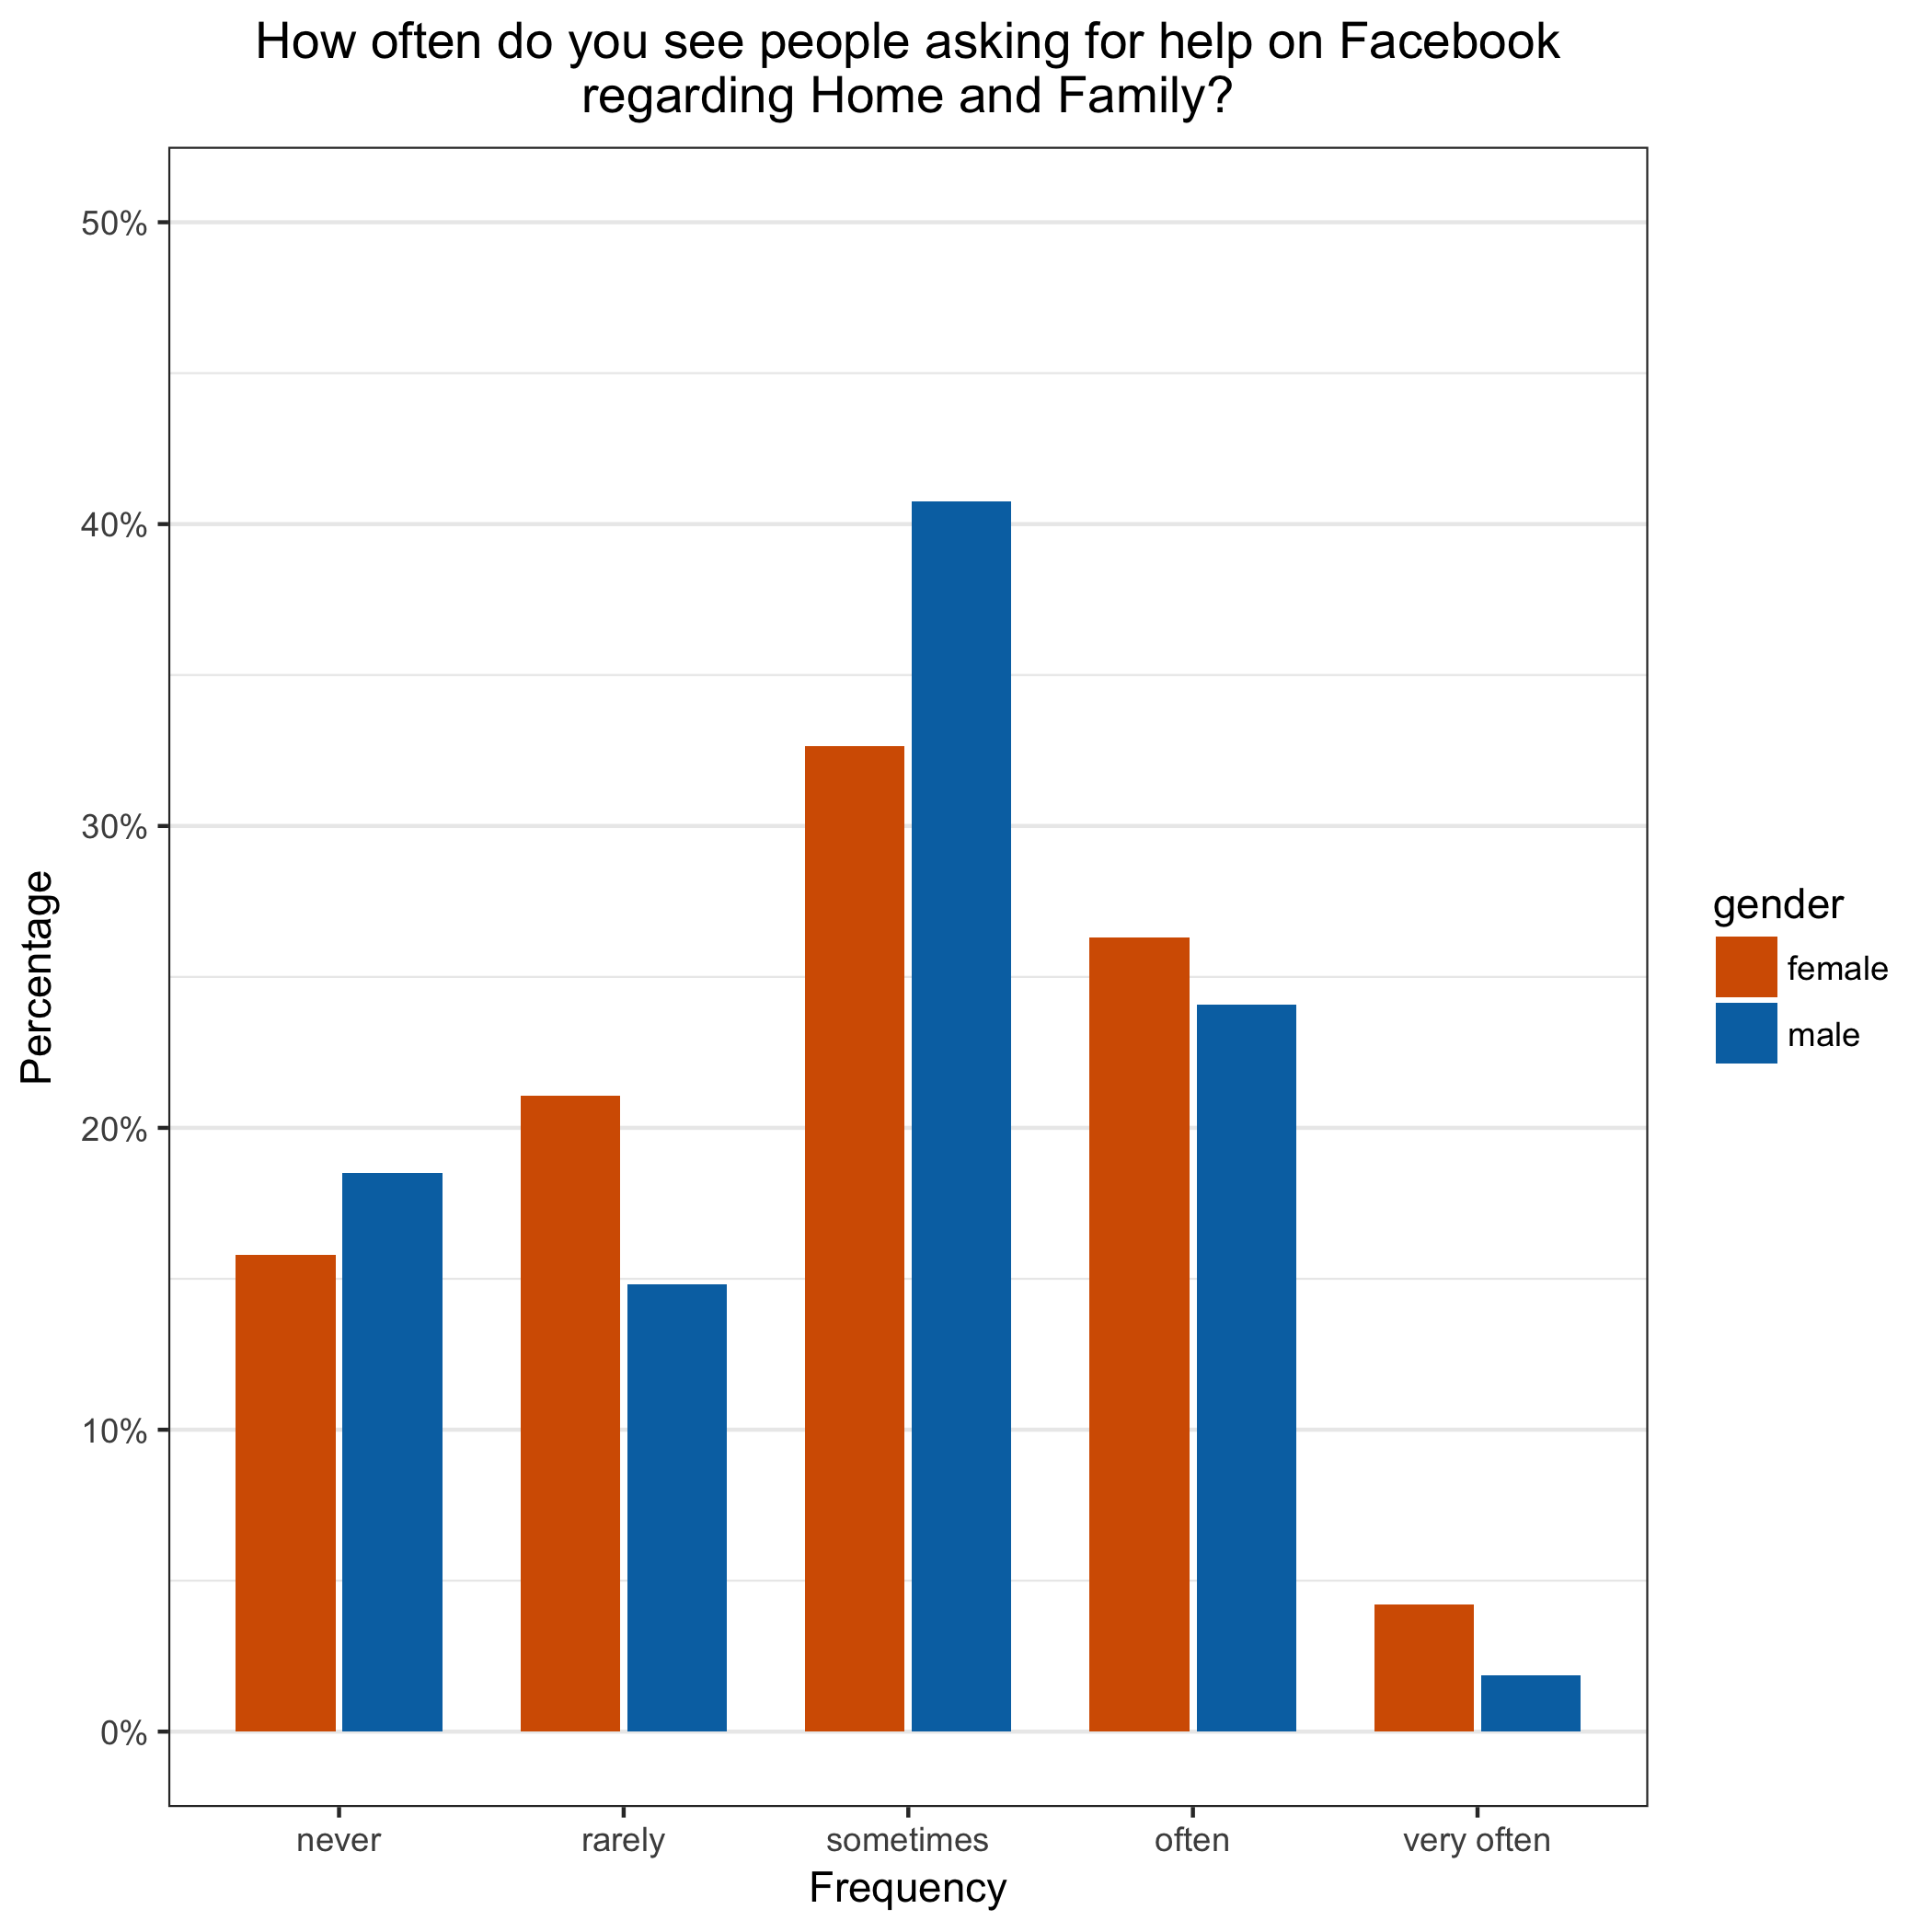 How often do you see people asking for help on Facebook
regarding Home and Family?
50%
40%
30%
20%
10%
0%
Percentage
never
rarely
sometimes
often
very often
Frequency
gender
female
male